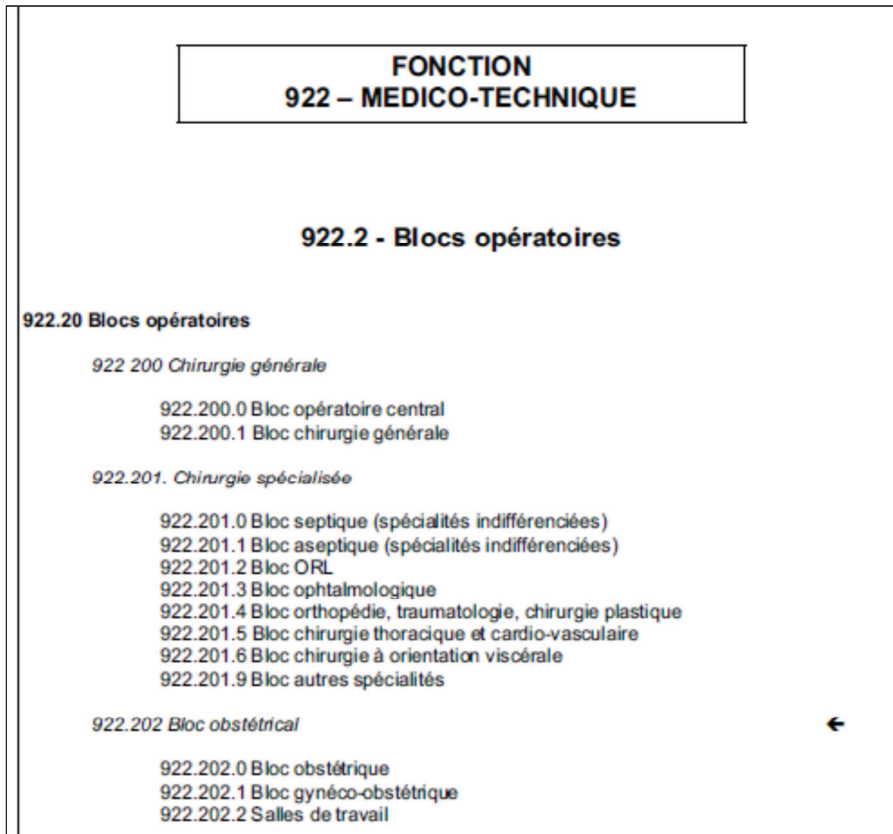 FONCTION
922 – MEDICO-TECHNIQUE
922.2 - Blocs opératoires
922.20 Blocs opératoires
922 200 Chirurgie générale
922.200.0 Bloc opératoire central
922.200.1 Bloc chirurgie générale
922.201. Chirurgie spécialisée
922.201.0 Bloc septique (spécialités indifférenciées)
922.201.1 Bloc aseptique (spécialités indifférenciées)
922.201.2 Bloc ORL
922.201.3 Bloc ophtalmologique
922.201.4 Bloc orthopédie, traumatologie, chirurgie plastique
922.201.5 Bloc chirurgie thoracique et cardio-vasculaire
922.201.6 Bloc chirurgie à orientation viscérale
922.201.9 Bloc autres spécialités
922.202 Bloc obstétrical ←
922.202.0 Bloc obstétrique
922.202.1 Bloc gynéco-obstétrique
922.202.2 Salles de travail